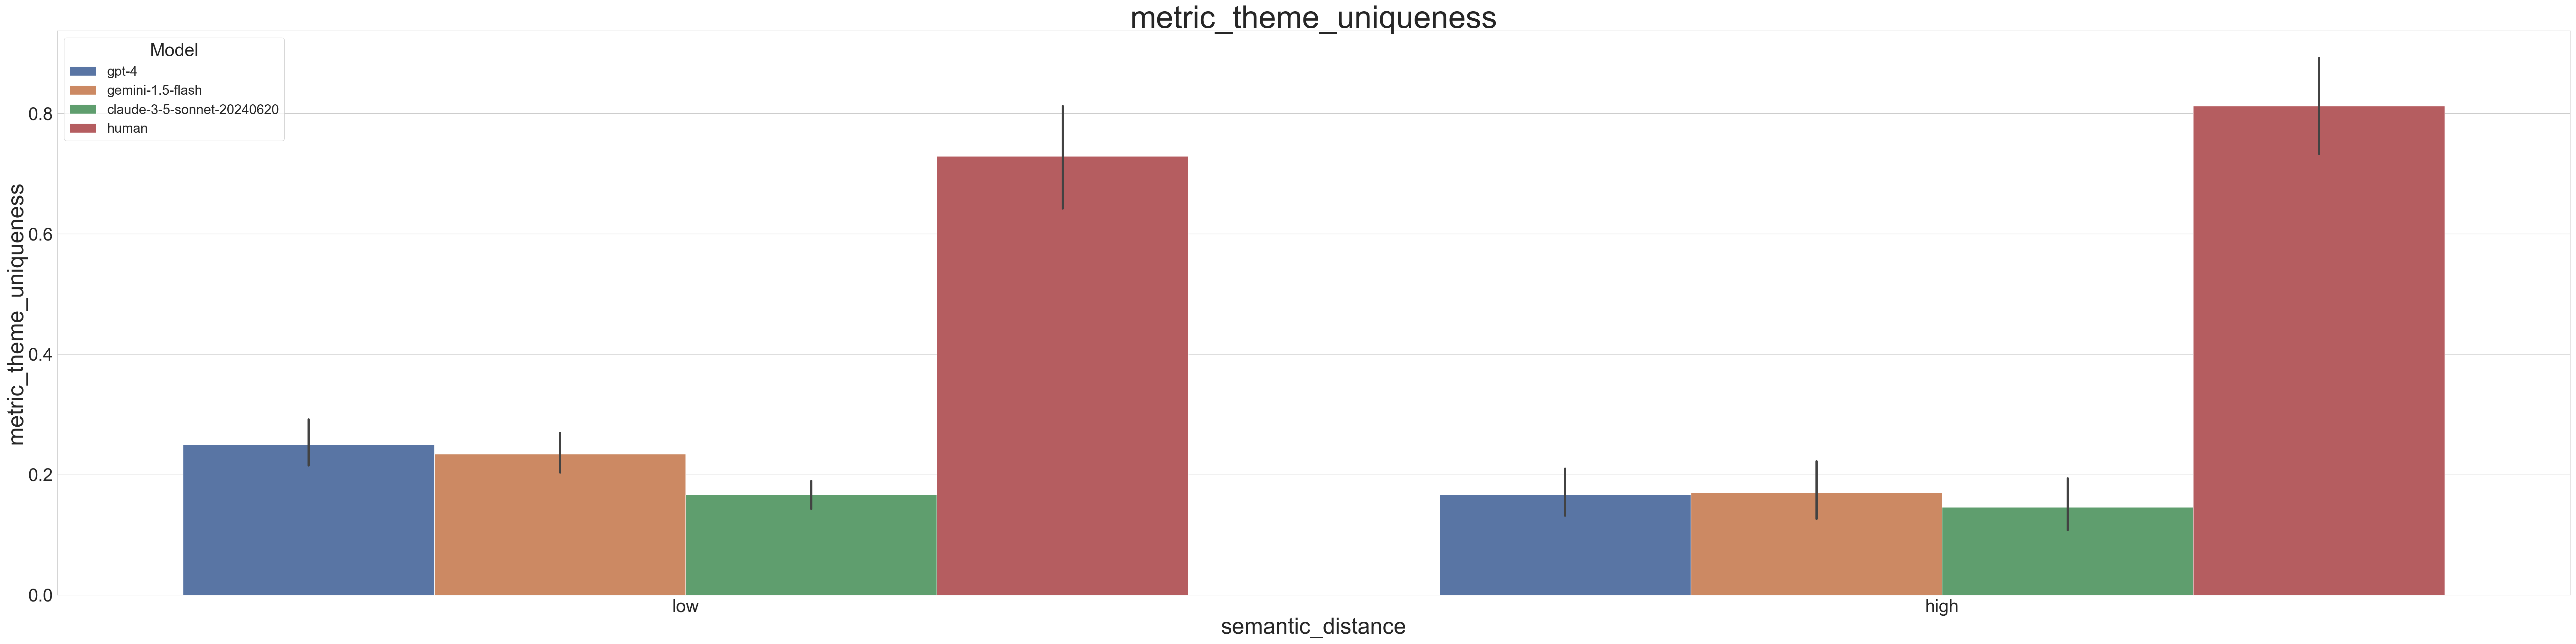 metric_theme_uniqueness
Model
gpt-4
gemini-1.5-flash
claude-3-5-sonnet-20240620
human
metric_theme_uniqueness
0.8
0.6
0.4
0.2
0.0
low
high
semantic_distance